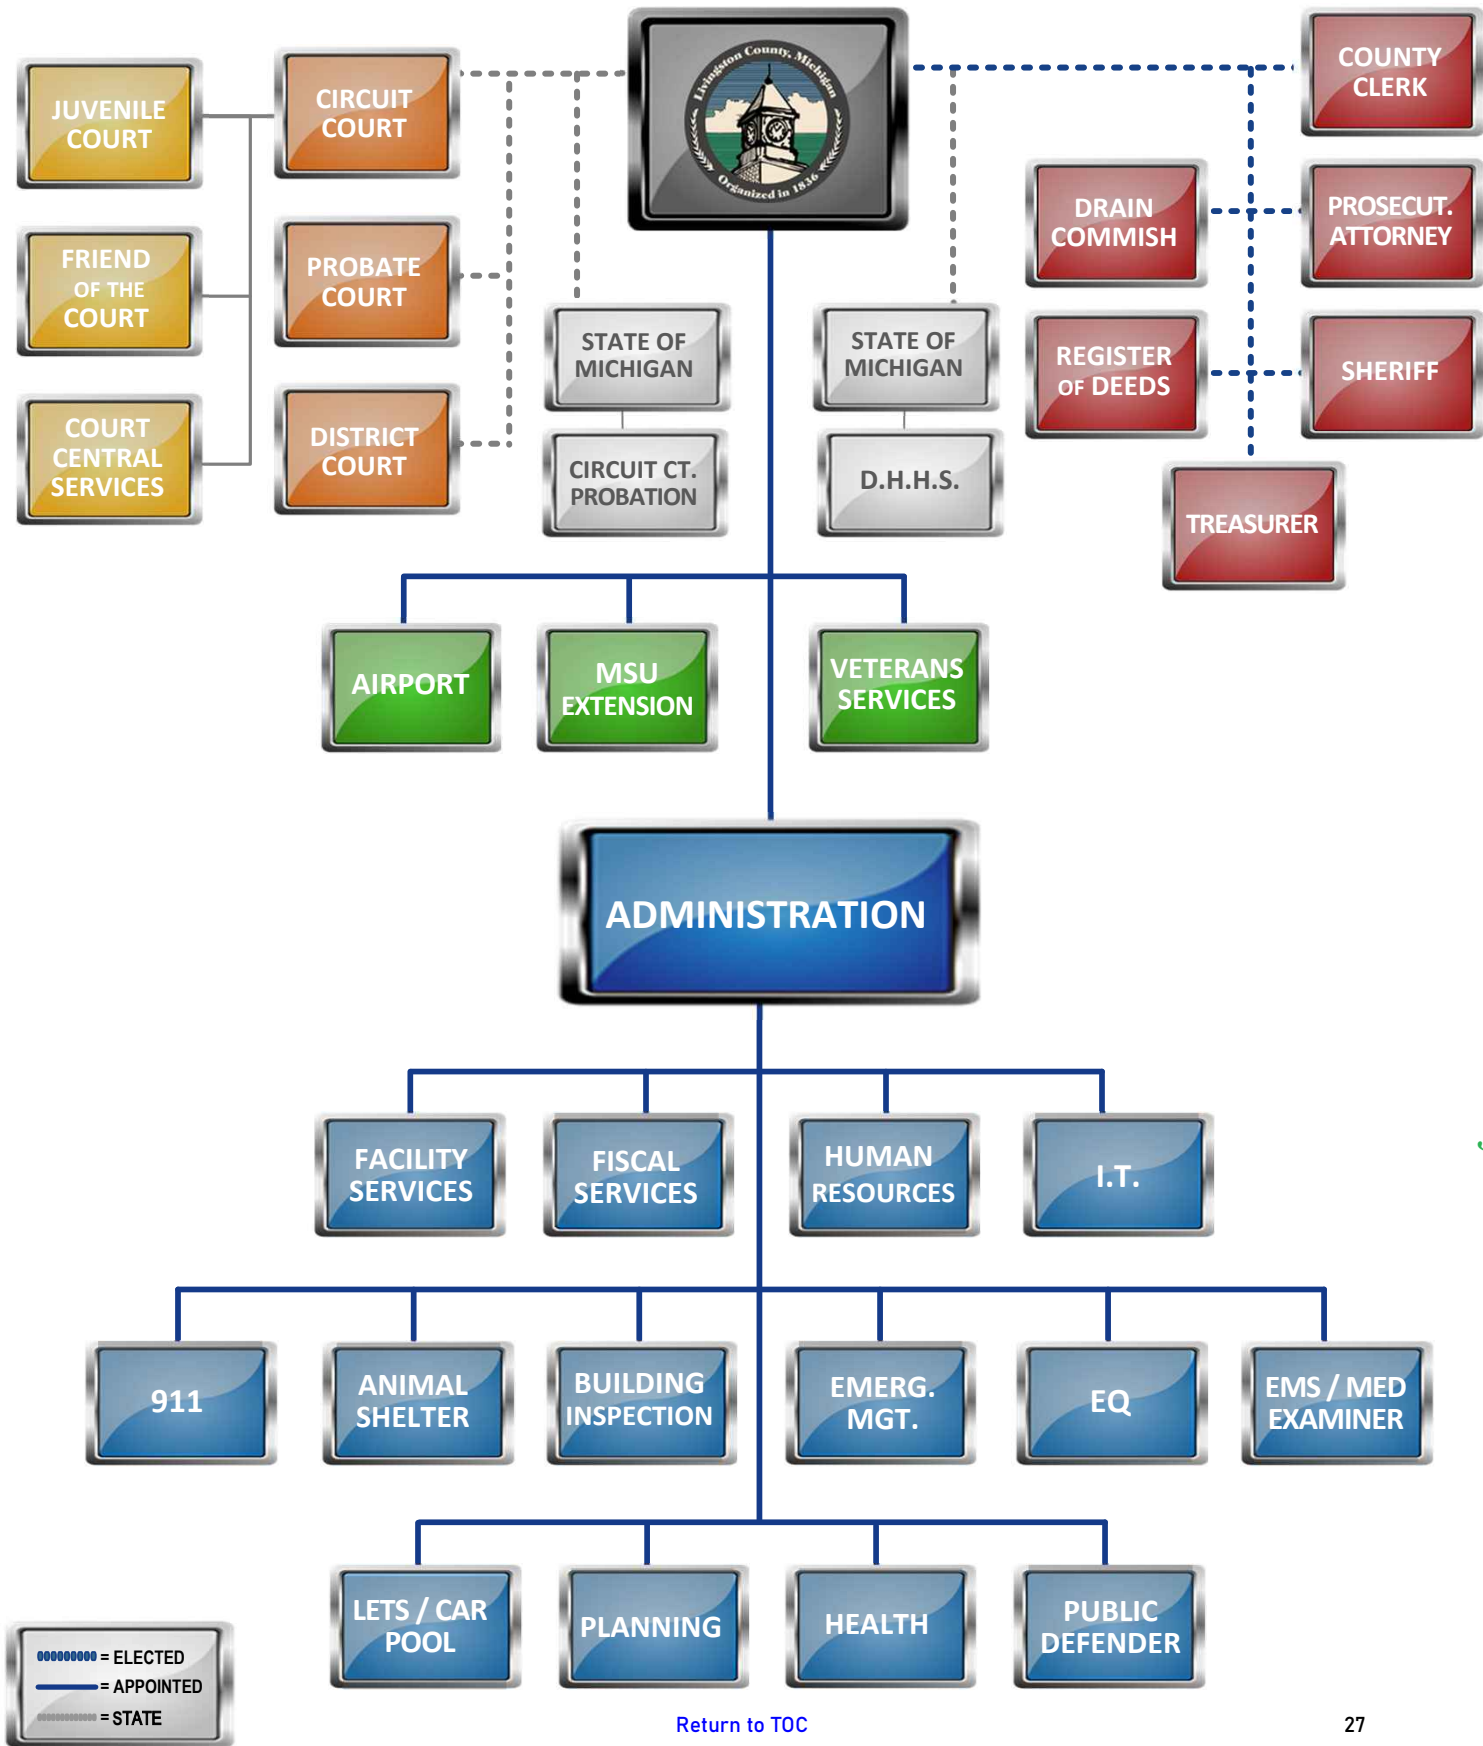 Livingston County, Michigan
Organized in 1836
JUVENILE
COURT
CIRCUIT
COURT
COUNTY
CLERK
DRAIN
COMMISH
PROSECUT.
ATTORNEY
FRIEND
OF THE
COURT
PROBATE
COURT
STATE OF
MICHIGAN
STATE OF
MICHIGAN
REGISTER
OF DEEDS
SHERIFF
COURT
CENTRAL
SERVICES
DISTRICT
COURT
CIRCUIT CT.
PROBATION
D.H.H.S.
TREASURER
AIRPORT
MSU
EXTENSION
VETERANS
SERVICES
ADMINISTRATION
FACILITY
SERVICES
FISCAL
SERVICES
HUMAN
RESOURCES
I.T.
911
ANIMAL
SHELTER
BUILDING
INSPECTION
EMERG.
MGT.
EQ
EMS / MED
EXAMINER
LETS / CAR
POOL
PLANNING
HEALTH
PUBLIC
DEFENDER
= ELECTED
= APPOINTED
= STATE
Return to TOC
27